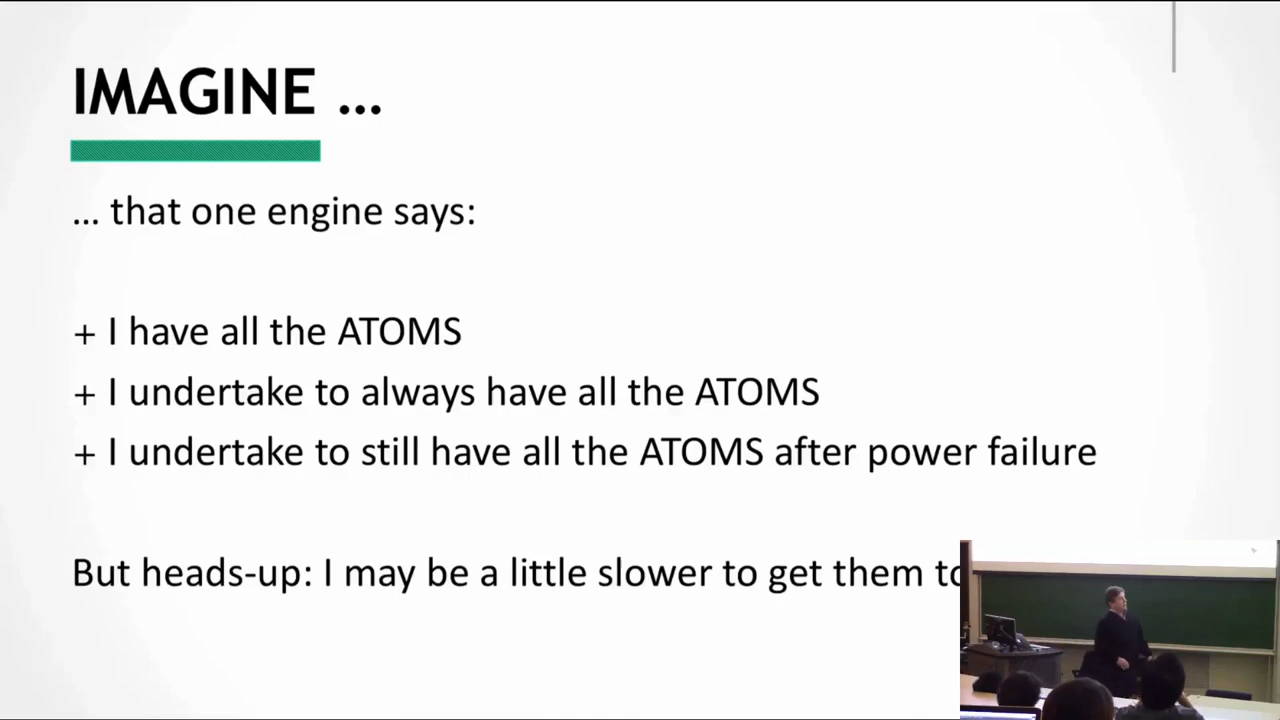 IMAGINE ...
... that one engine says:
+ I have all the ATOMS
+ I undertake to always have all the ATOMS
+ I undertake to still have all the ATOMS after power failure
But heads-up: I may be a little slower to get them